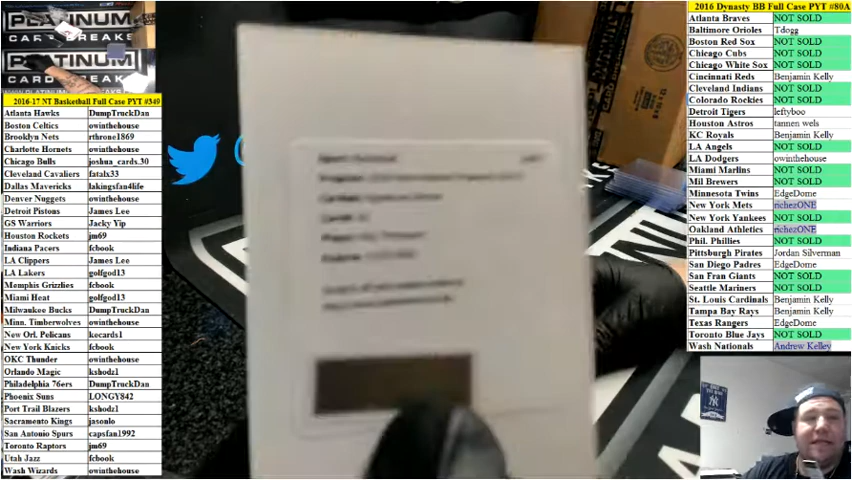 PLATINUM
CARD BREAKS
PLATINUM
CARD BREAKS
2016-17 NT Basketball Full Case PYT #349
Atlanta Hawks DumpTruckDan
Boston Celtics owinthehouse
Brooklyn Nets rthrone1869
Charlotte Hornets owinthehouse
Chicago Bulls joshua_cards.30
Cleveland Cavaliers fatalx33
Dallas Mavericks lakingsfan4life
Denver Nuggets owinthehouse
Detroit Pistons James Lee
GS Warriors Jacky Yip
Houston Rockets jm69
Indiana Pacers fcbook
LA Clippers James Lee
LA Lakers golfgod13
Memphis Grizzlies fcbook
Miami Heat golfgod13
Milwaukee Bucks DumpTruckDan
Minn. Timberwolves owinthehouse
New Orl. Pelicans kecards1
New York Knicks fcbook
OKC Thunder owinthehouse
Orlando Magic kshodz1
Philadelphia 76ers DumpTruckDan
Phoenix Suns LONGY842
Port Trail Blazers kshodz1
Sacramento Kings jasonlo
San Antonio Spurs capsfan1992
Toronto Raptors jm69
Utah Jazz fcbook
Wash Wizards owinthehouse
2016 Dynasty BB Full Case PYT #80A
Atlanta Braves NOT SOLD
Baltimore Orioles Tdogg
Boston Red Sox NOT SOLD
Chicago Cubs NOT SOLD
Chicago White Sox NOT SOLD
Cincinnati Reds Benjamin Kelly
Cleveland Indians NOT SOLD
Colorado Rockies NOT SOLD
Detroit Tigers leftyboo
Houston Astros tannen wels
KC Royals Benjamin Kelly
LA Angels NOT SOLD
LA Dodgers owinthehouse
Miami Marlins NOT SOLD
Mil Brewers NOT SOLD
Minnesota Twins EdgeDome
New York Mets richezONE
New York Yankees NOT SOLD
Oakland Athletics richezONE
Phil. Phillies NOT SOLD
Pittsburgh Pirates Jordan Silverman
San Diego Padres EdgeDome
San Fran Giants NOT SOLD
Seattle Mariners NOT SOLD
St. Louis Cardinals Benjamin Kelly
Tampa Bay Rays Benjamin Kelly
Texas Rangers EdgeDome
Toronto Blue Jays NOT SOLD
Wash Nationals Andrew Kelley